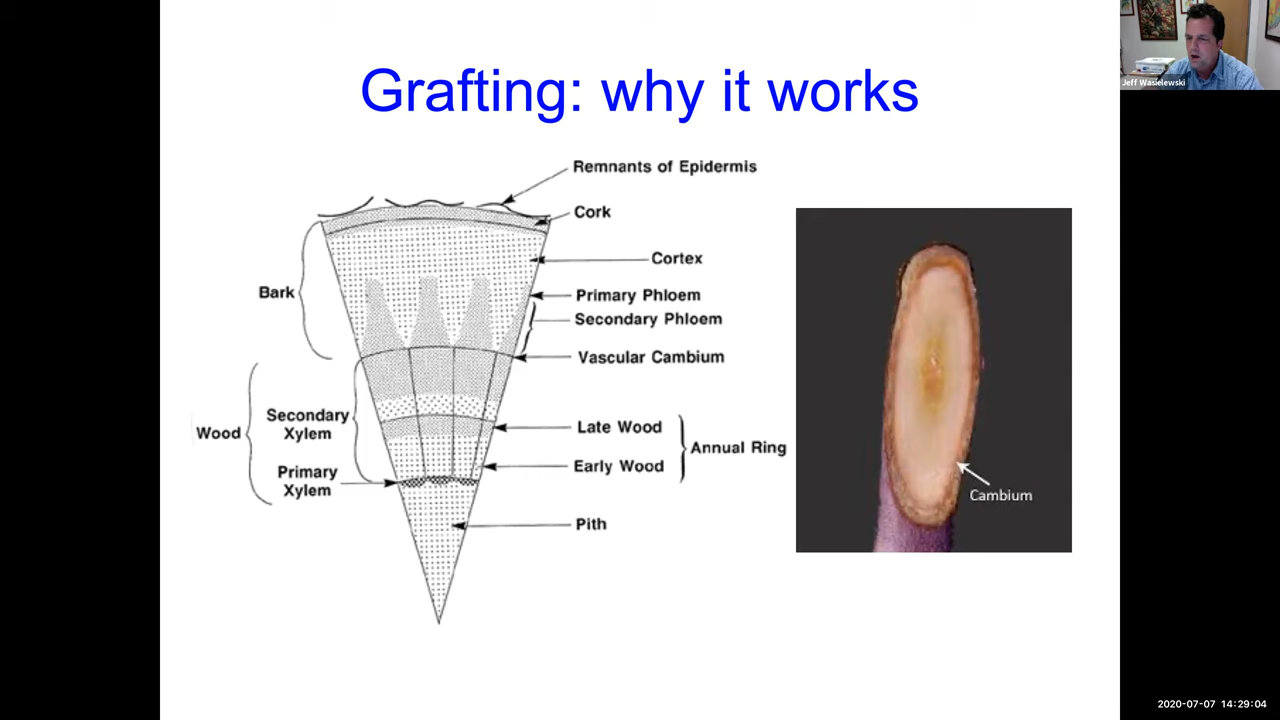 Jeff Wasielewski
Grafting: why it works
Remnants of Epidermis
Cork
Cortex
Bark
Primary Phloem
Secondary Phloem
Vascular Cambium
Secondary
Xylem
Wood
Late Wood
Annual Ring
Early Wood
Primary
Xylem
Pith
Cambium
2020-07-07 14:29:04